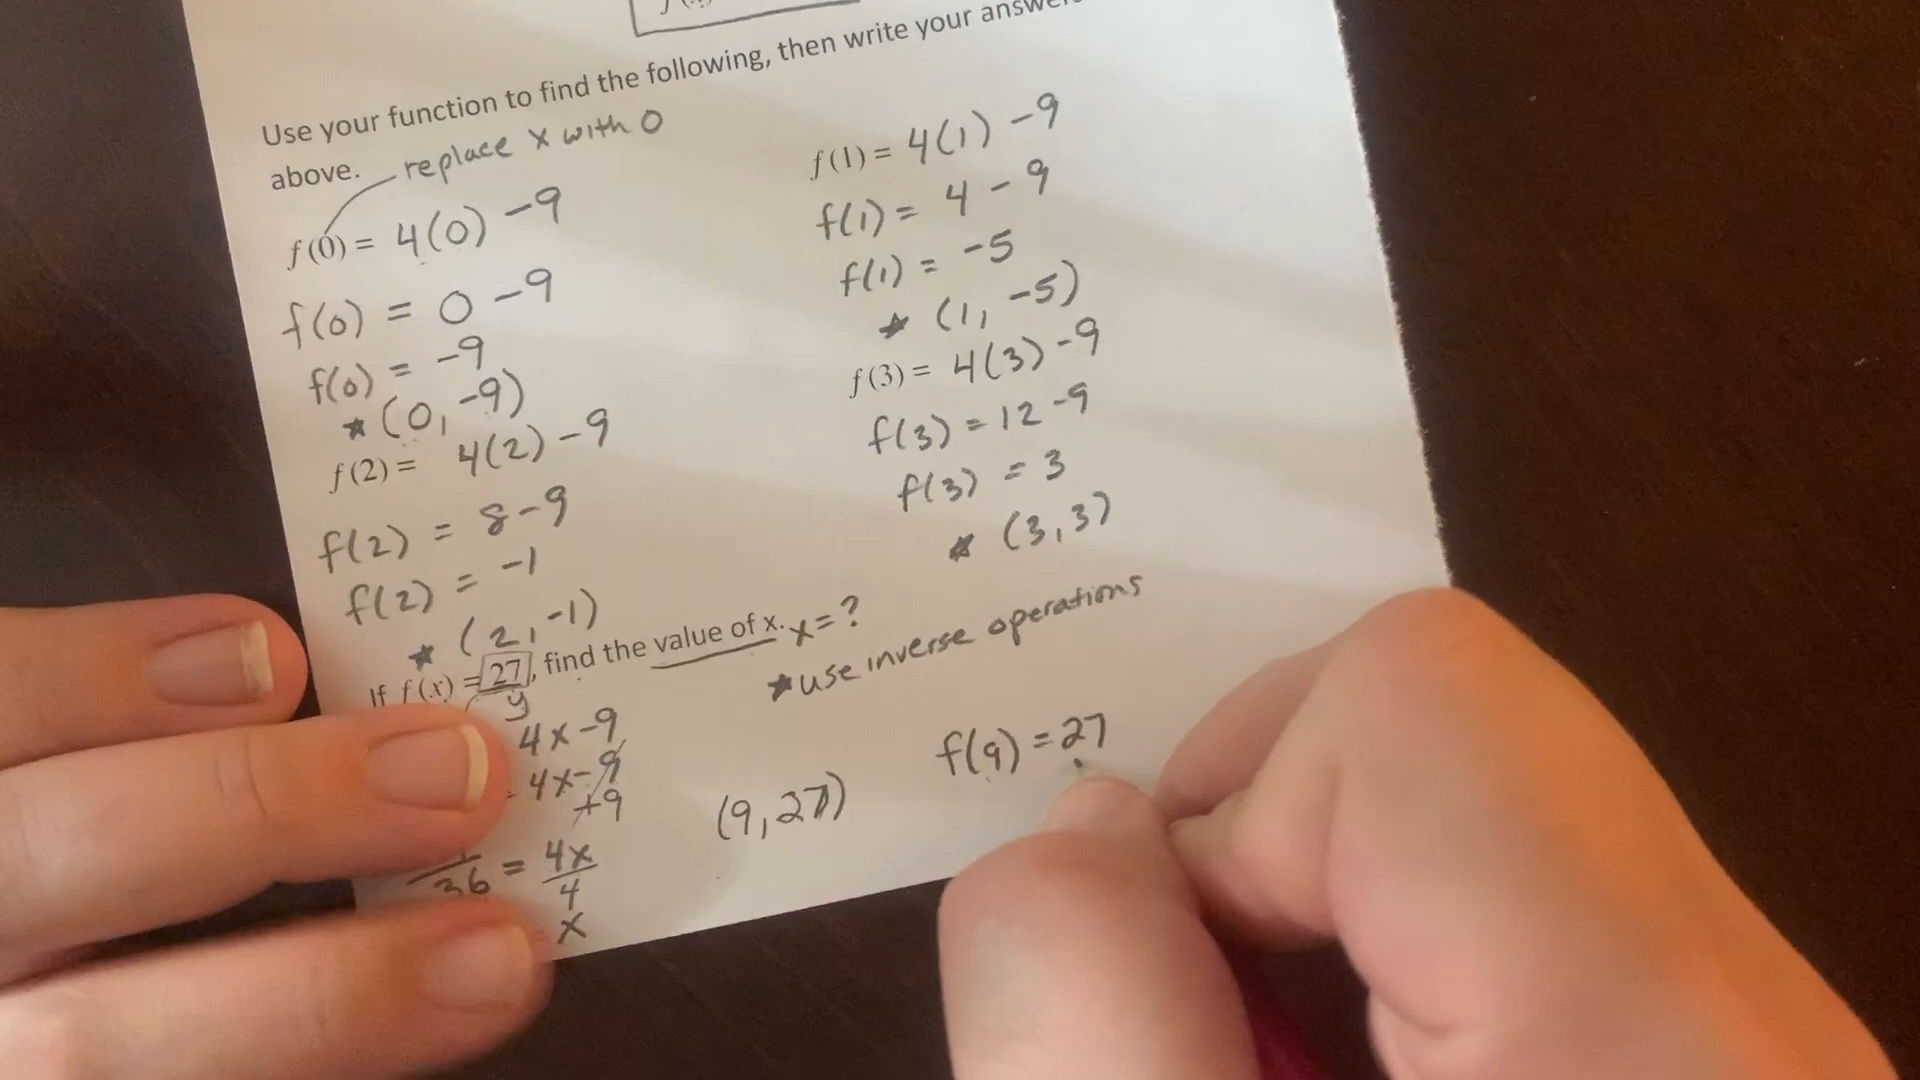 Use your function to find the following, then write your answers
above. replace x with 0
f(0) = 4(0) -9
f(0) = 0 -9
f(0) = -9
★ (0, -9)
f(2) = 4(2) -9
f(2) = 8-9
f(2) = -1
★ (2, -1)
f(1) = 4(1) -9
f(1) = 4 - 9
f(1) = -5
★ (1, -5)
f(3) = 4(3) -9
f(3) = 12 -9
f(3) = 3
★ (3, 3)
If f(x) = 27, find the value of x. x = ?
y
★ use inverse operations
4x-9
4x-9
+9
36 = 4x
4
x
(9, 27)
f(9) = 27